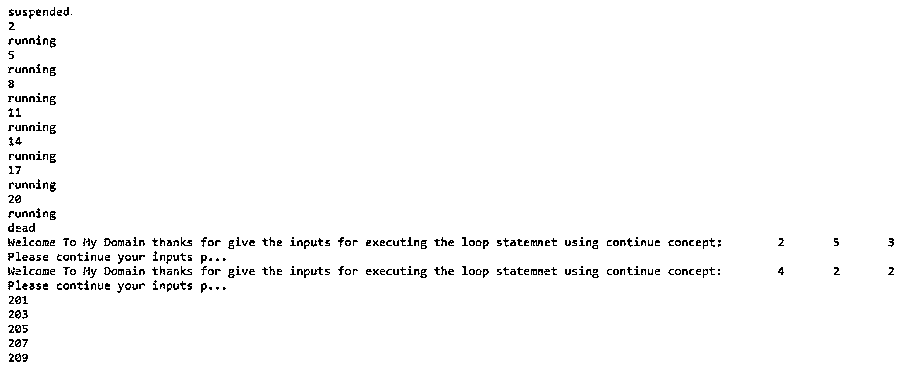 suspended
2
running
5
running
8
running
11
running
14
running
17
running
20
running
dead
Welcome To My Domain thanks for give the inputs for executing the loop statemnet using continue concept: 2 5 3
Please continue your inputs p...
Welcome To My Domain thanks for give the inputs for executing the loop statemnet using continue concept: 4 2 2
Please continue your inputs p...
201
203
205
207
209